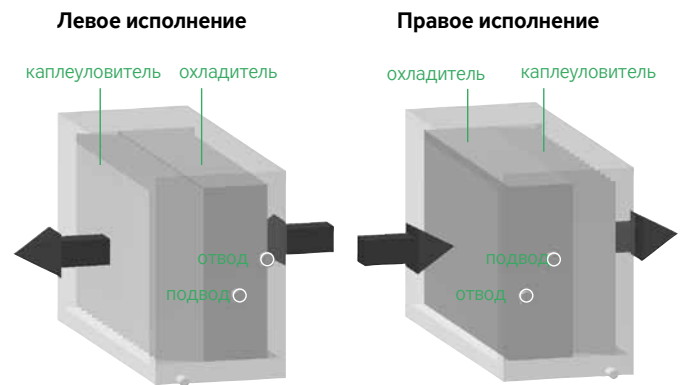 Левое исполнение
Правое исполнение
каплеуловитель
охладитель
охладитель
каплеуловитель
отвод
подвод
подвод
отвод